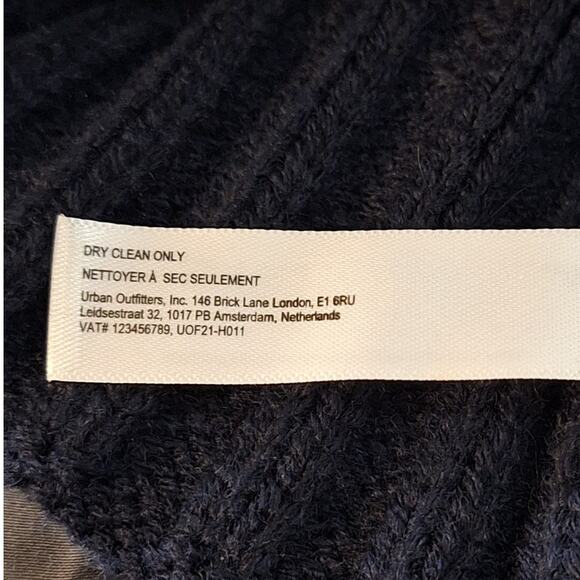 DRY CLEAN ONLY
NETTOYER À SEC SEULEMENT
Urban Outfitters, Inc. 146 Brick Lane London, E1 6RU
Leidsestraat 32, 1017 PB Amsterdam, Netherlands
VAT# 123456789, UOF21-H011